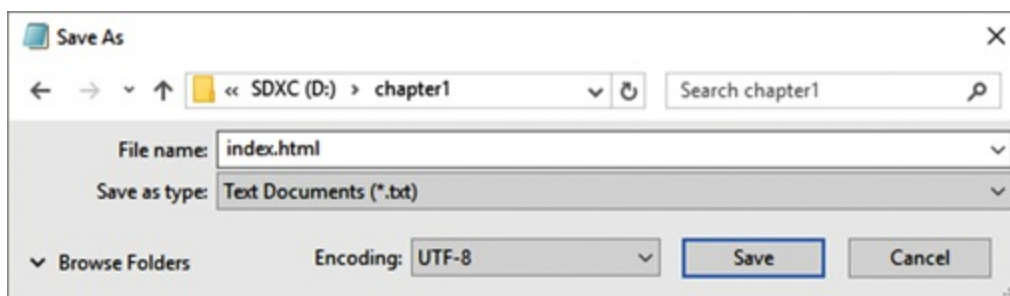 Save As
« SDXC (D:) › chapter1 Search chapter1
File name: index.html
Save as type: Text Documents (*.txt)
Browse Folders Encoding: UTF-8 Save Cancel